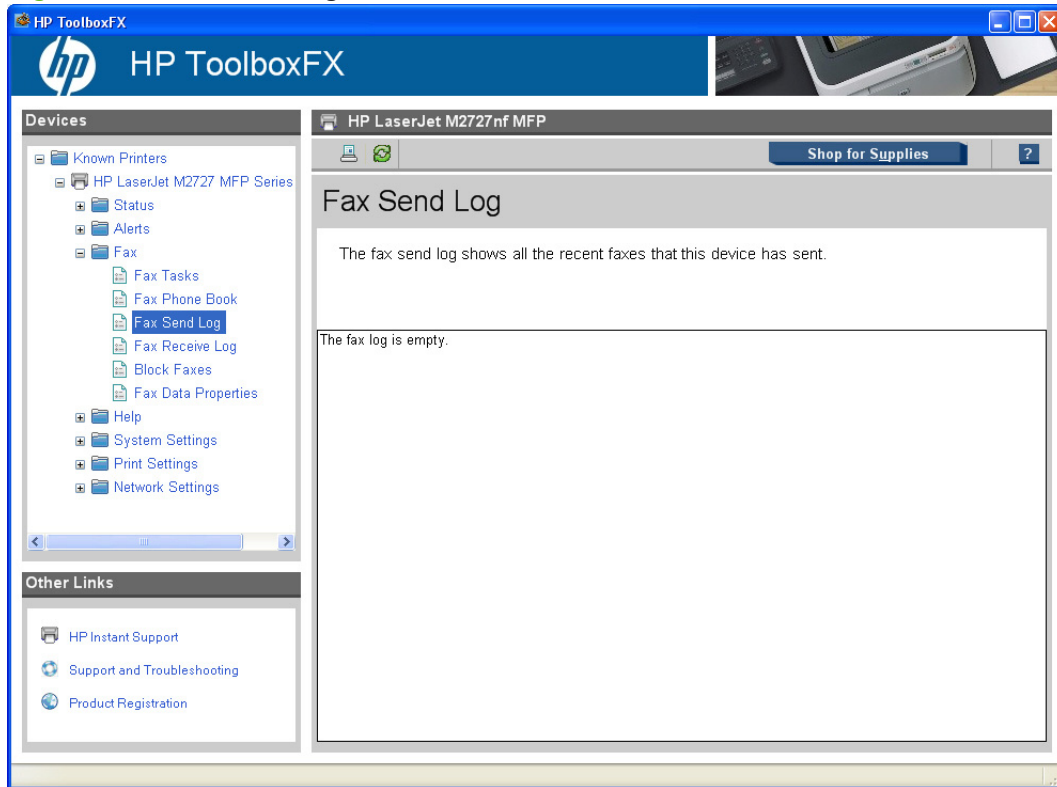 HP ToolboxFX
hp
HP ToolboxFX
Devices
Known Printers
HP LaserJet M2727 MFP Series
Status
Alerts
Fax
Fax Tasks
Fax Phone Book
Fax Send Log
Fax Receive Log
Block Faxes
Fax Data Properties
Help
System Settings
Print Settings
Network Settings
Other Links
HP Instant Support
Support and Troubleshooting
Product Registration
HP LaserJet M2727nf MFP
Shop for Supplies
?
Fax Send Log
The fax send log shows all the recent faxes that this device has sent.
The fax log is empty.